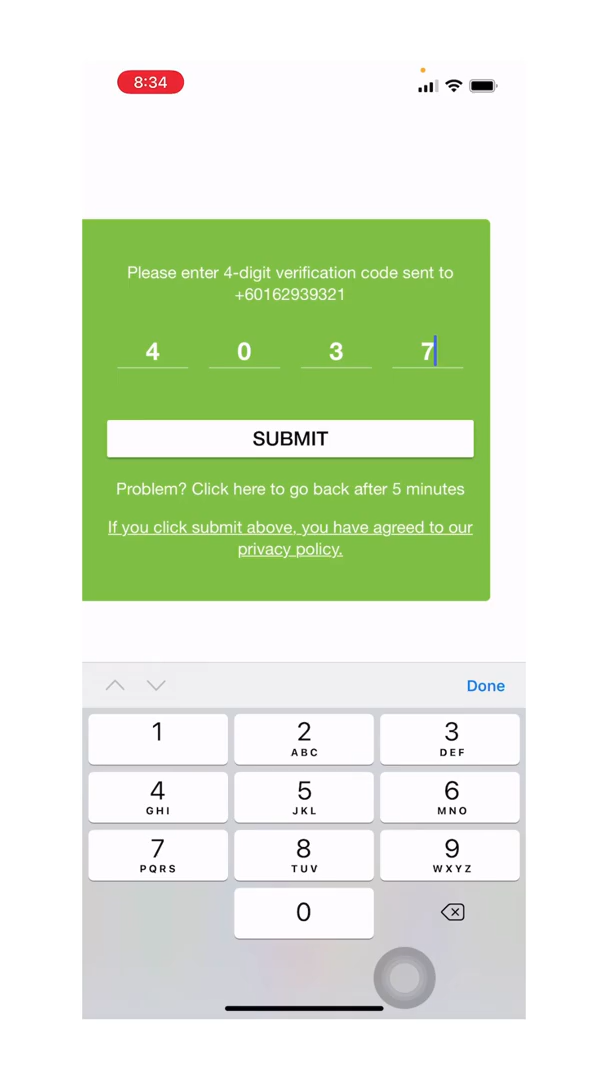 8:34
Please enter 4-digit verification code sent to
+60162939321
4 0 3 7
SUBMIT
Problem? Click here to go back after 5 minutes
If you click submit above, you have agreed to our
privacy policy.
Done
1 2 3
ABC DEF
4 5 6
GHI JKL MNO
7 8 9
PQRS TUV WXYZ
0